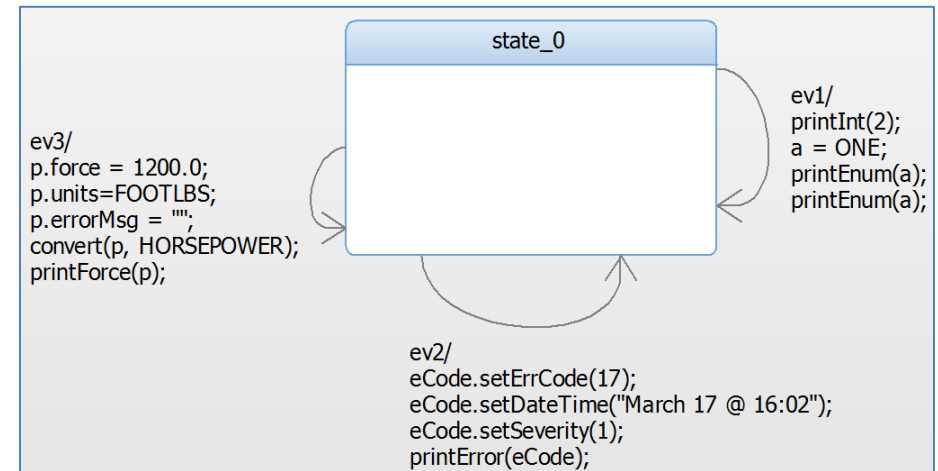 state_0
ev1/
printInt(2);
a = ONE;
printEnum(a);
printEnum(a);
ev3/
p.force = 1200.0;
p.units=FOOTLBS;
p.errorMsg = "";
convert(p, HORSEPOWER);
printForce(p);
ev2/
eCode.setErrCode(17);
eCode.setDateTime("March 17 @ 16:02");
eCode.setSeverity(1);
printError(eCode);